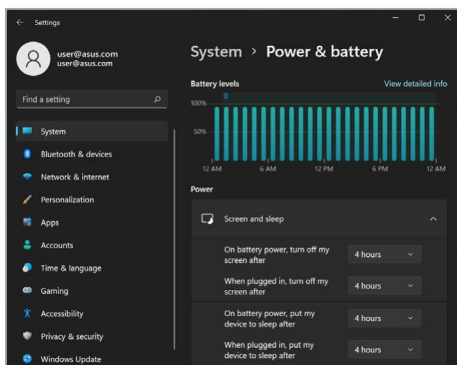 Settings
user@asus.com
user@asus.com
Find a setting
System
Bluetooth & devices
Network & internet
Personalization
Apps
Accounts
Time & language
Gaming
Accessibility
Privacy & security
Windows Update
System > Power & battery
Battery levels View detailed info
100%
50%
12 AM 6 AM 12 PM 6 PM 12 AM
Power
Screen and sleep
On battery power, turn off my
screen after
4 hours
When plugged in, turn off my
screen after
4 hours
On battery power, put my
device to sleep after
4 hours
When plugged in, put my
device to sleep after
4 hours